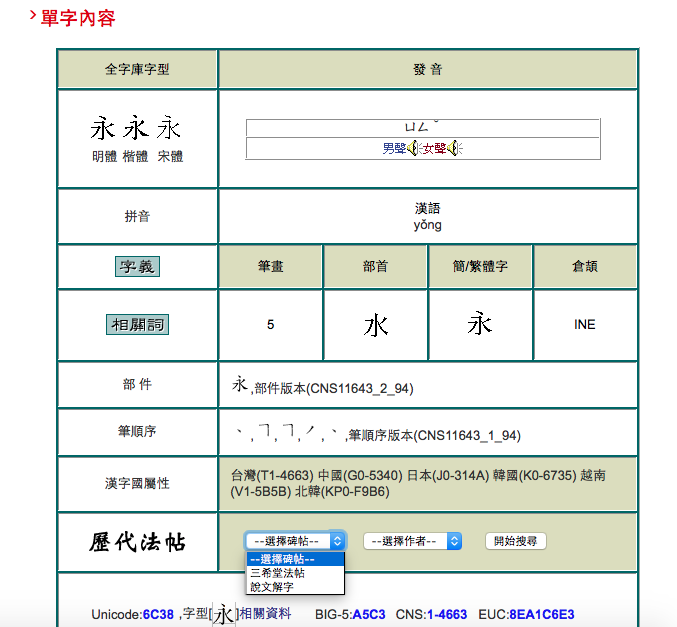 單字內容
全字庫字型
發 音
永 永 永
明體 楷體 宋體
ㄩㄥˇ
男聲 女聲
拼音
漢語
yǒng
字義
筆畫
部首
簡/繁體字
倉頡
相關詞
5
水
永
INE
部 件
永,部件版本(CNS11643_2_94)
筆順序
丶,㇕,㇕,㇒,丶,筆順序版本(CNS11643_1_94)
漢字國屬性
台灣(T1-4663) 中國(G0-5340) 日本(J0-314A) 韓國(K0-6735) 越南
(V1-5B5B) 北韓(KP0-F9B6)
歷代法帖
--選擇碑帖--
--選擇作者--
開始搜尋
--選擇碑帖--
三希堂法帖
說文解字
Unicode:6C38 ,字型[永]相關資料 BIG-5:A5C3 CNS:1-4663 EUC:8EA1C6E3